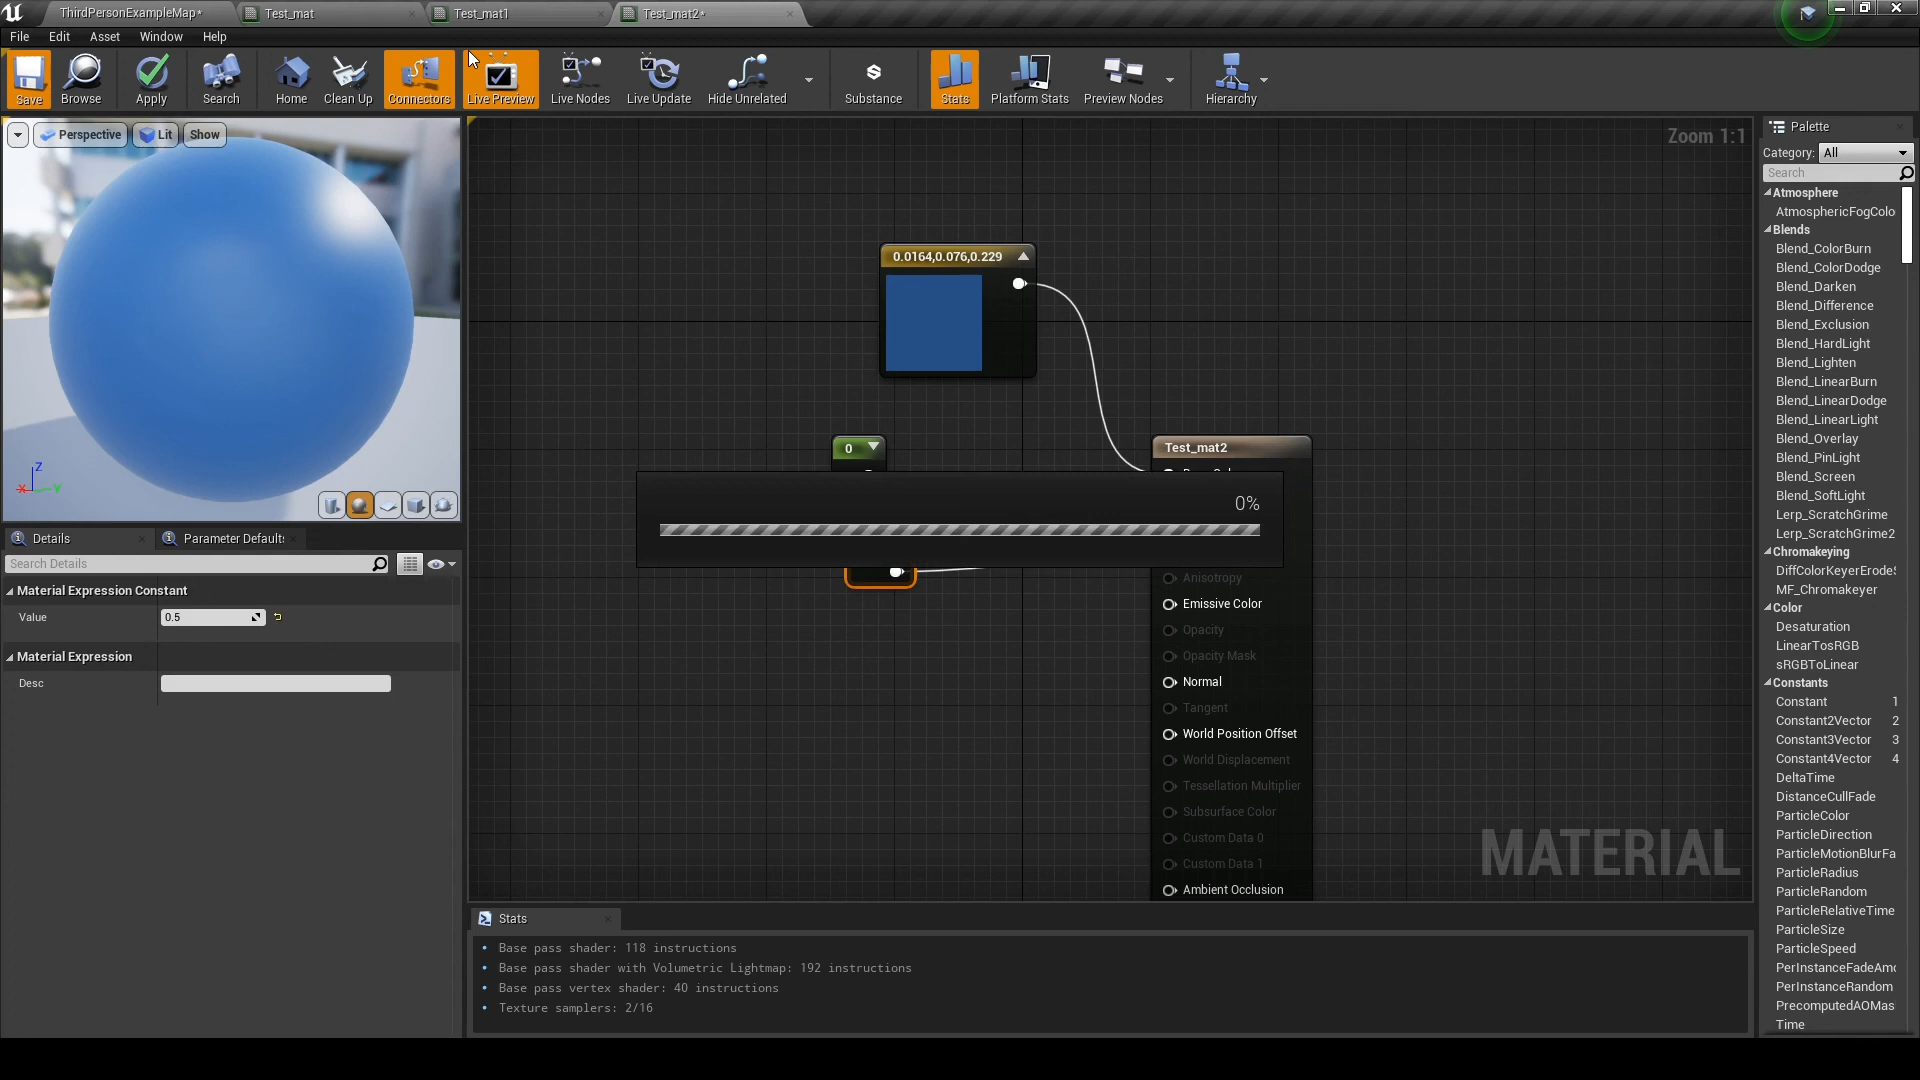 ThirdPersonExampleMap*
Test_mat
Test_mat1
Test_mat2*
File
Edit
Asset
Window
Help
Save
Browse
Apply
Search
Home
Clean Up
Connectors
Live Preview
Live Nodes
Live Update
Hide Unrelated
Substance
Stats
Platform Stats
Preview Nodes
Hierarchy
Perspective
Lit
Show
Z
X
Y
Zoom 1:1
0.0164,0.076,0.229
0
Test_mat2
0%
Anisotropy
Emissive Color
Opacity
Opacity Mask
Normal
Tangent
World Position Offset
World Displacement
Tessellation Multiplier
Subsurface Color
Custom Data 0
Custom Data 1
Ambient Occlusion
MATERIAL
Details
Parameter Defaults
Search Details
Material Expression Constant
Value
0.5
Material Expression
Desc
Stats
Base pass shader: 118 instructions
Base pass shader with Volumetric Lightmap: 192 instructions
Base pass vertex shader: 40 instructions
Texture samplers: 2/16
Palette
Category:
All
Search
Atmosphere
AtmosphericFogColo
Blends
Blend_ColorBurn
Blend_ColorDodge
Blend_Darken
Blend_Difference
Blend_Exclusion
Blend_HardLight
Blend_Lighten
Blend_LinearBurn
Blend_LinearDodge
Blend_LinearLight
Blend_Overlay
Blend_PinLight
Blend_Screen
Blend_SoftLight
Lerp_ScratchGrime
Lerp_ScratchGrime2
Chromakeying
DiffColorKeyerErodeS
MF_Chromakeyer
Color
Desaturation
LinearTosRGB
sRGBToLinear
Constants
Constant 1
Constant2Vector 2
Constant3Vector 3
Constant4Vector 4
DeltaTime
DistanceCullFade
ParticleColor
ParticleDirection
ParticleMotionBlurFa
ParticleRadius
ParticleRandom
ParticleRelativeTime
ParticleSize
ParticleSpeed
PerInstanceFadeAmo
PerInstanceRandom
PrecomputedAOMas
Time